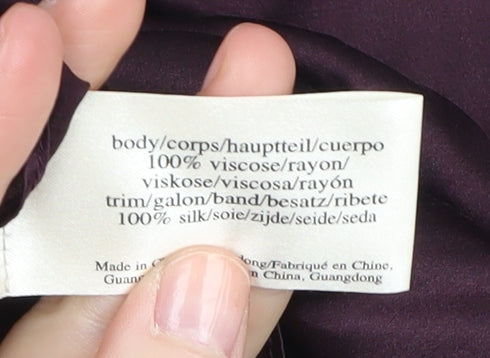 body/corps/hauptteil/cuerpo
100% viscose/rayon/
viskose/viscosa/rayón
trim/galon/band/besatz/ribete
100% silk/soie/zijde/seide/seda
Made in dong/Fabriqué en Chine,
China, Guangdong